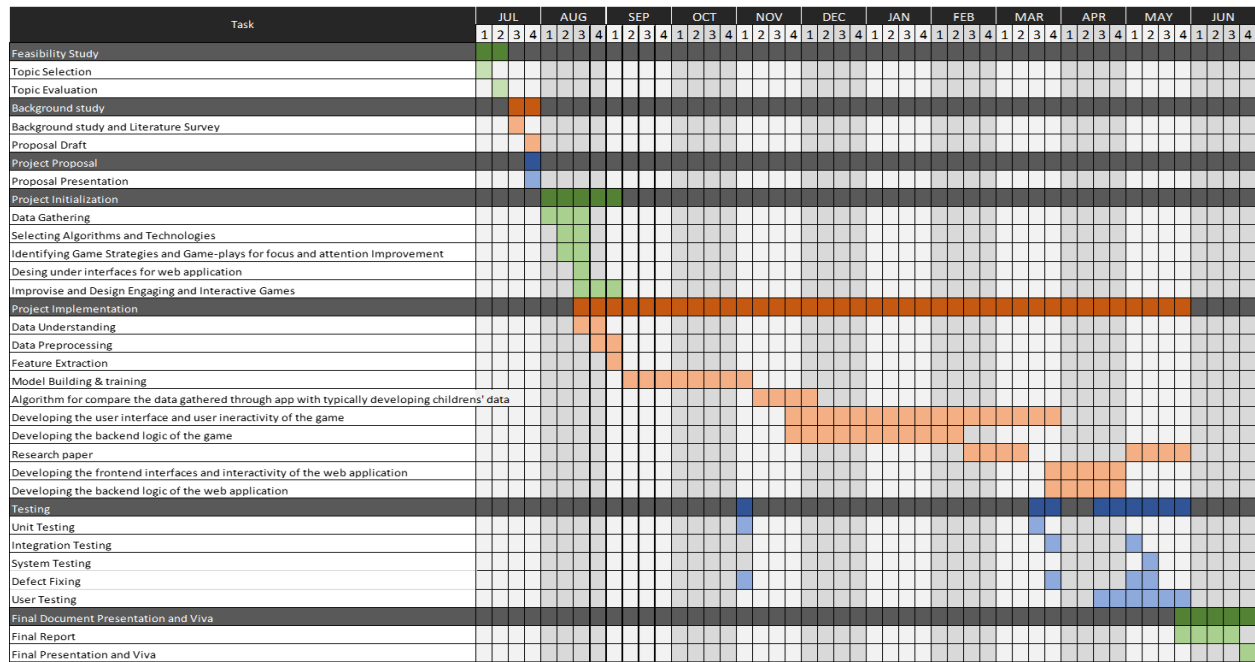 Task JUL AUG SEP OCT NOV DEC JAN FEB MAR APR MAY JUN
1 2 3 4 1 2 3 4 1 2 3 4 1 2 3 4 1 2 3 4 1 2 3 4 1 2 3 4 1 2 3 4 1 2 3 4 1 2 3 4 1 2 3 4 1 2 3 4
Feasibility Study
Topic Selection
Topic Evaluation
Background study
Background study and Literature Survey
Proposal Draft
Project Proposal
Proposal Presentation
Project Initialization
Data Gathering
Selecting Algorithms and Technologies
Identifying Game Strategies and Game-plays for focus and attention Improvement
Desing under interfaces for web application
Improvise and Design Engaging and Interactive Games
Project Implementation
Data Understanding
Data Preprocessing
Feature Extraction
Model Building & training
Algorithm for compare the data gathered through app with typically developing childrens' data
Developing the user interface and user ineractivity of the game
Developing the backend logic of the game
Research paper
Developing the frontend interfaces and interactivity of the web application
Developing the backend logic of the web application
Testing
Unit Testing
Integration Testing
System Testing
Defect Fixing
User Testing
Final Document Presentation and Viva
Final Report
Final Presentation and Viva